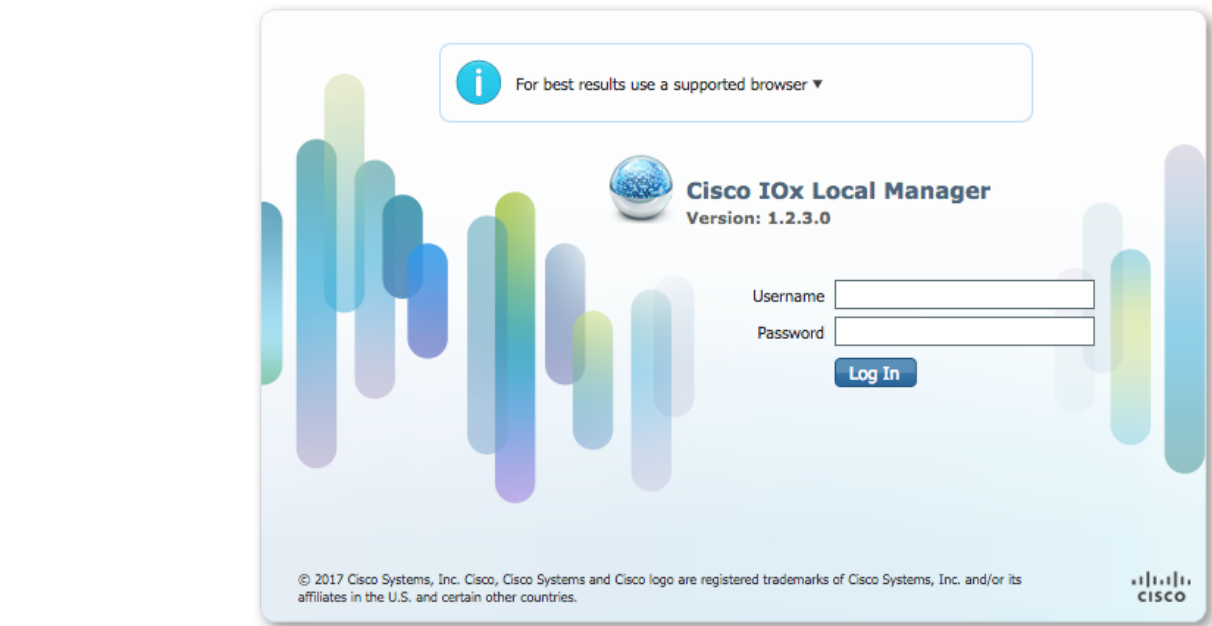 For best results use a supported browser ▼
Cisco IOx Local Manager
Version: 1.2.3.0
Username
Password
Log In
© 2017 Cisco Systems, Inc. Cisco, Cisco Systems and Cisco logo are registered trademarks of Cisco Systems, Inc. and/or its
affiliates in the U.S. and certain other countries.
CISCO